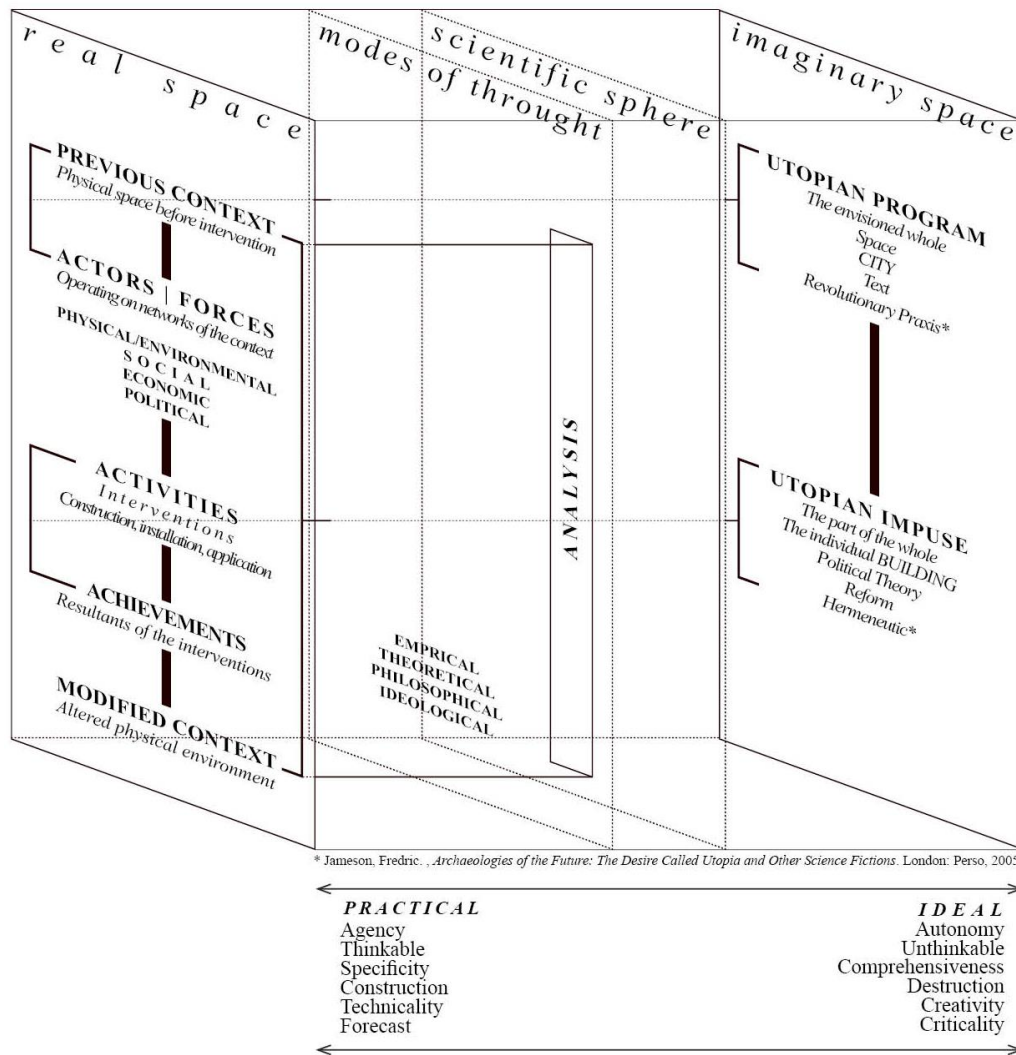 real space
modes of throught
scientific sphere
imaginary space
PREVIOUS CONTEXT
Physical space before intervention
ACTORS | FORCES
Operating on networks of the context
PHYSICAL/ENVIRONMENTAL
SOCIAL
ECONOMIC
POLITICAL
ACTIVITIES
Interventions
Construction, installation, application
ACHIEVEMENTS
Resultants of the interventions
MODIFIED CONTEXT
Altered physical environment
EMPRICAL
THEORETICAL
PHILOSOPHICAL
IDEOLOGICAL
ANALYSIS
UTOPIAN PROGRAM
The envisioned whole
Space
CITY
Text
Revolutionary Praxis*
UTOPIAN IMPUSE
The part of the whole
The individual BUILDING
Political Theory
Reform
Hermeneutic*
* Jameson, Fredric. , Archaeologies of the Future: The Desire Called Utopia and Other Science Fictions. London: Perso, 2005
PRACTICAL
Agency
Thinkable
Specificity
Construction
Technicality
Forecast
IDEAL
Autonomy
Unthinkable
Comprehensiveness
Destruction
Creativity
Criticality